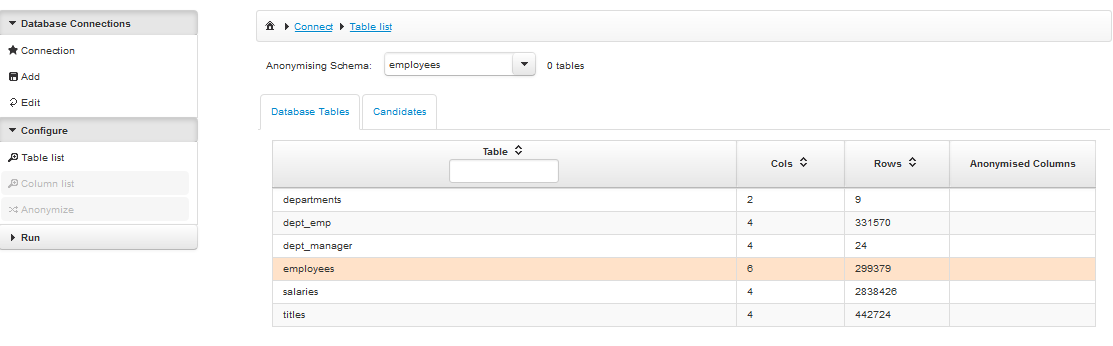 Database Connections
Connection
Add
Edit
Configure
Table list
Column list
Anonymize
Run
Connect Table list
Anonymising Schema: employees 0 tables
Database Tables Candidates
Table Cols Rows Anonymised Columns
departments 2 9
dept_emp 4 331570
dept_manager 4 24
employees 6 299379
salaries 4 2838426
titles 4 442724